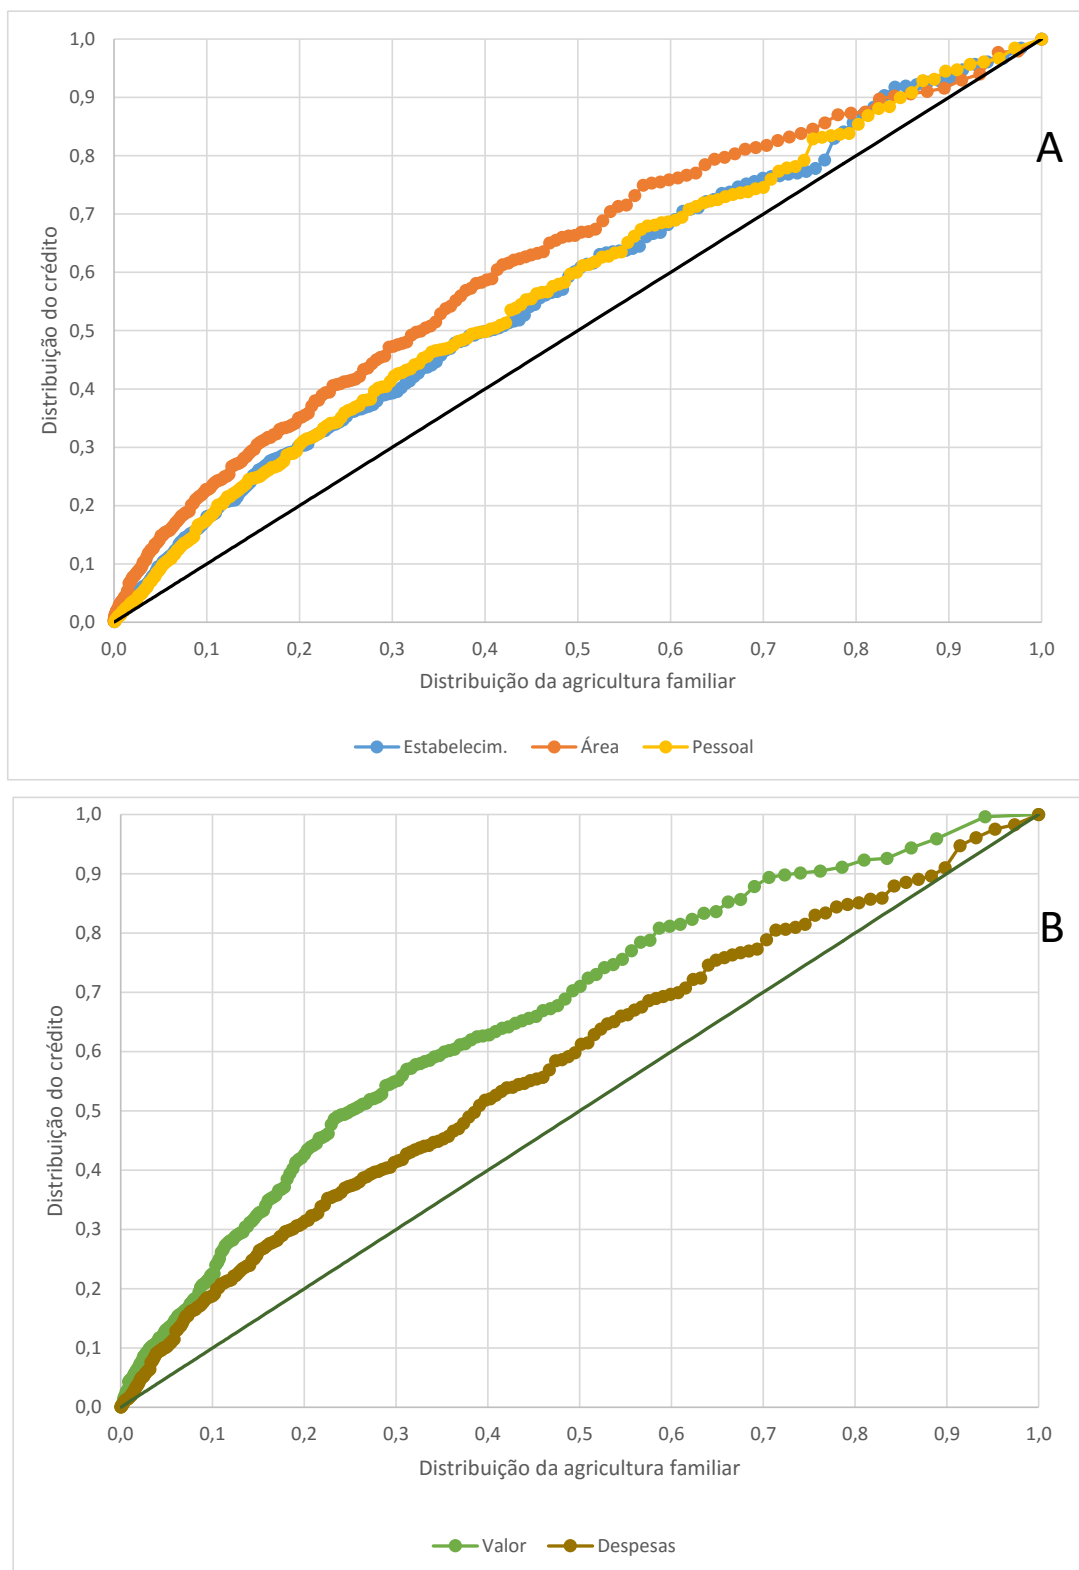 1,0
0,9
0,8
0,7
0,6
0,5
0,4
0,3
0,2
0,1
0,0
Distribuição do crédito
A
0,0 0,1 0,2 0,3 0,4 0,5 0,6 0,7 0,8 0,9 1,0
Distribuição da agricultura familiar
Estabelecim. Área Pessoal
1,0
0,9
0,8
0,7
0,6
0,5
0,4
0,3
0,2
0,1
0,0
Distribuição do crédito
B
0,0 0,1 0,2 0,3 0,4 0,5 0,6 0,7 0,8 0,9 1,0
Distribuição da agricultura familiar
Valor Despesas